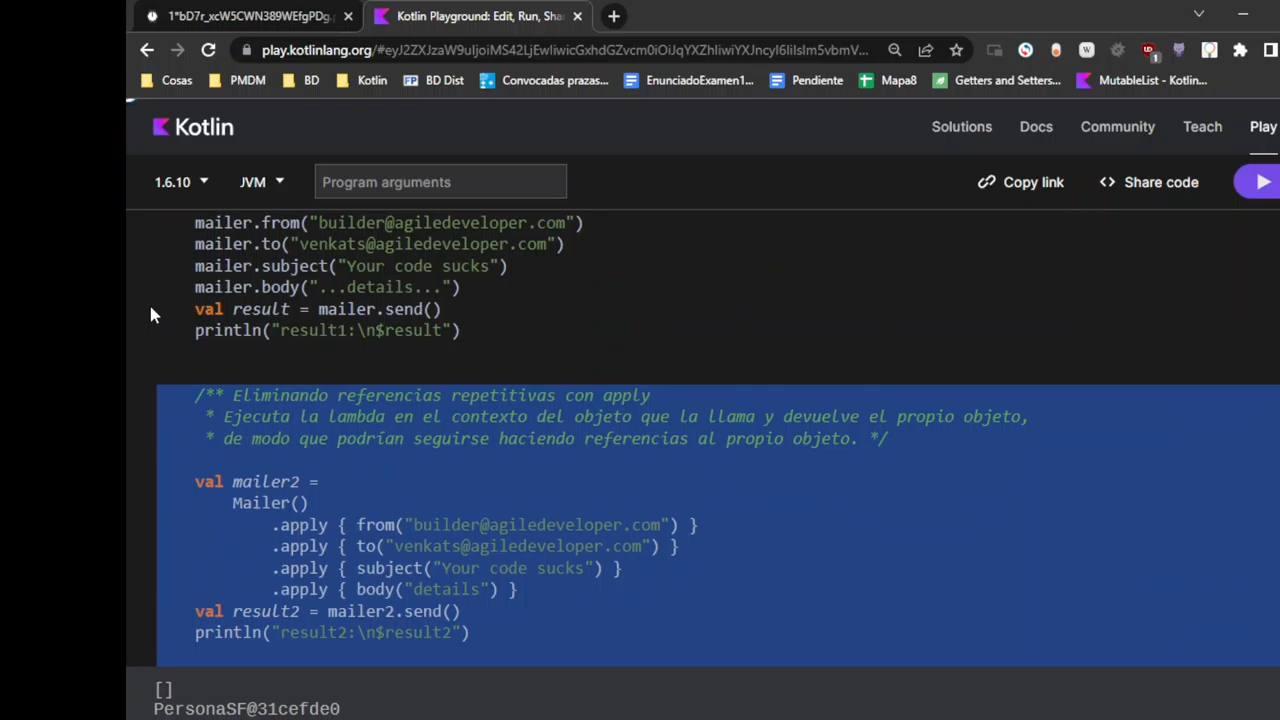 1*bD7r_xcW5CWN389WEfgPDg.
Kotlin Playground: Edit, Run, Sha
play.kotlinlang.org/#eyJ2ZXJzaW9uIjoiMS42LjEwIiwicGxhdGZvcm0iOiJqYXZhIiwiYXJncyI6IiIsIm5vbmV...
Cosas PMDM BD Kotlin BD Dist Convocadas prazas... EnunciadoExamen1... Pendiente Mapa8 Getters and Setters... MutableList - Kotlin...
Kotlin
Solutions Docs Community Teach Play
1.6.10 JVM Program arguments Copy link Share code
mailer.from("builder@agiledeveloper.com")
mailer.to("venkats@agiledeveloper.com")
mailer.subject("Your code sucks")
mailer.body("...details...")
val result = mailer.send()
println("result1:\n$result")
/** Eliminando referencias repetitivas con apply
* Ejecuta la lambda en el contexto del objeto que la llama y devuelve el propio objeto,
* de modo que podrían seguirse haciendo referencias al propio objeto. */
val mailer2 =
Mailer()
.apply { from("builder@agiledeveloper.com") }
.apply { to("venkats@agiledeveloper.com") }
.apply { subject("Your code sucks") }
.apply { body("details") }
val result2 = mailer2.send()
println("result2:\n$result2")
[]
PersonaSF@31cefde0